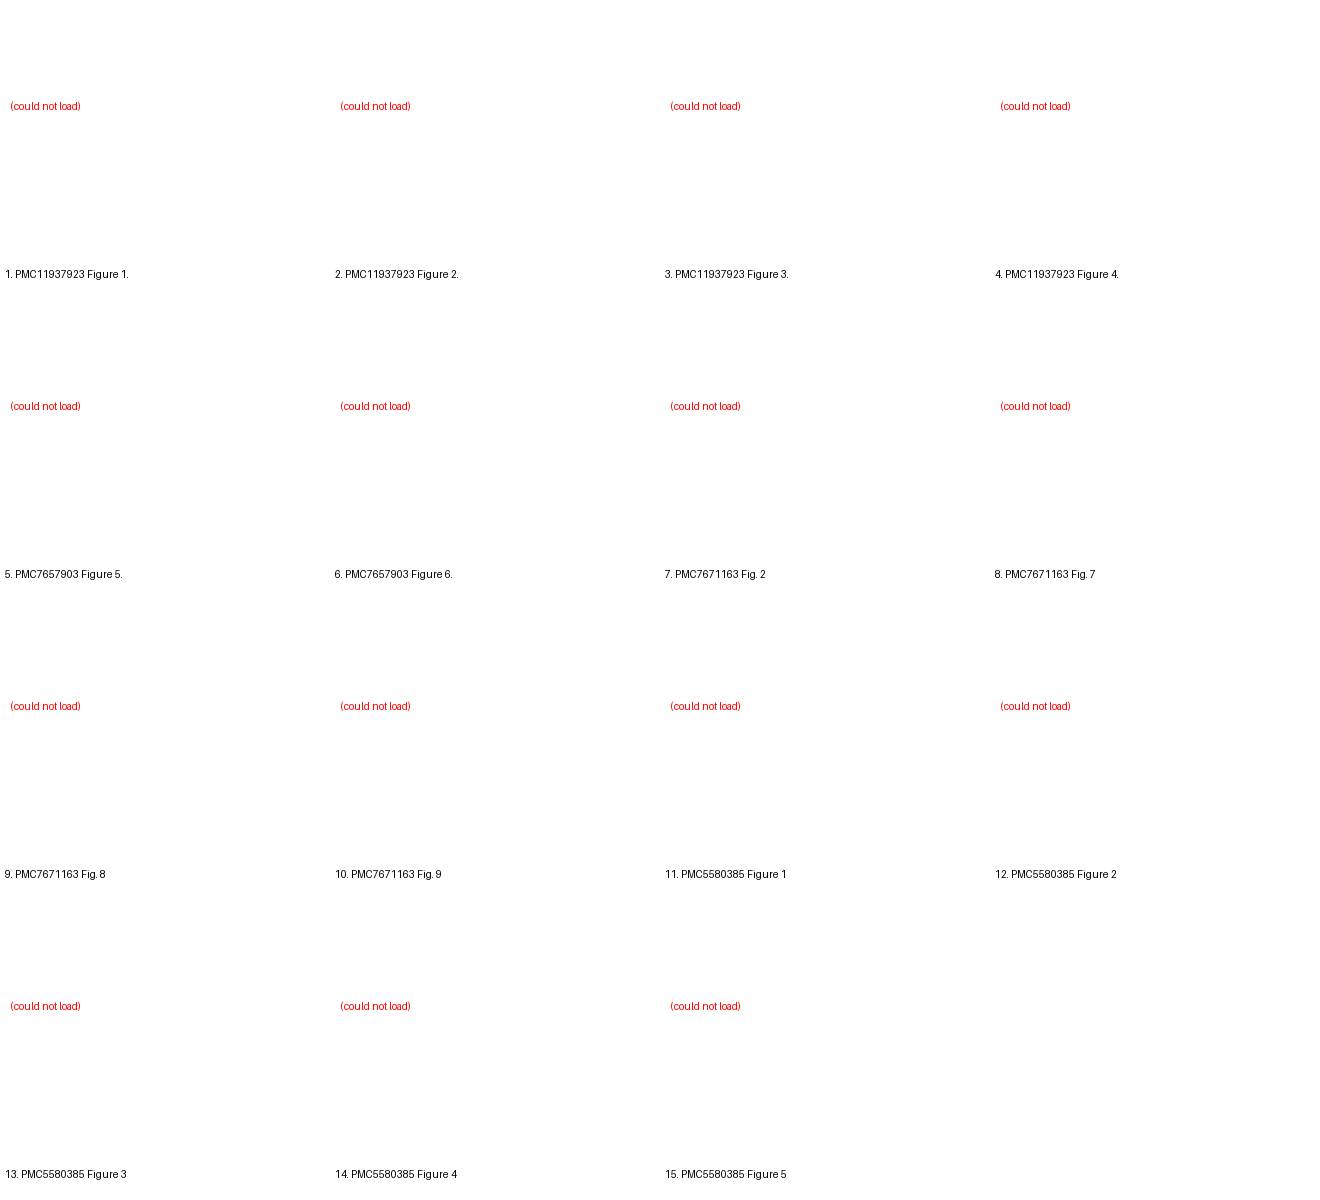 (could not load) (could not load) (could not load) (could not load)
1. PMC11937923 Figure 1. 2. PMC11937923 Figure 2. 3. PMC11937923 Figure 3. 4. PMC11937923 Figure 4.
(could not load) (could not load) (could not load) (could not load)
5. PMC7657903 Figure 5. 6. PMC7657903 Figure 6. 7. PMC7671163 Fig. 2 8. PMC7671163 Fig. 7
(could not load) (could not load) (could not load) (could not load)
9. PMC7671163 Fig. 8 10. PMC7671163 Fig. 9 11. PMC5580385 Figure 1 12. PMC5580385 Figure 2
(could not load) (could not load) (could not load)
13. PMC5580385 Figure 3 14. PMC5580385 Figure 4 15. PMC5580385 Figure 5